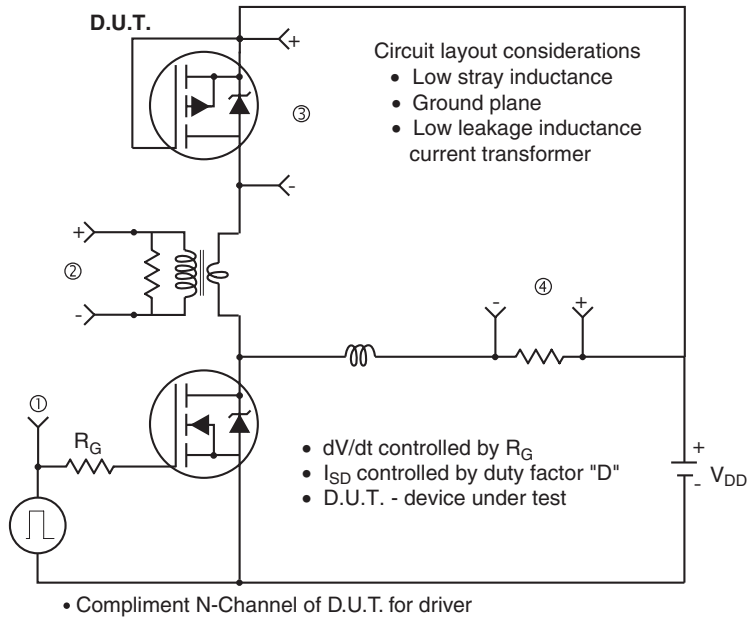 D.U.T.
+
Circuit layout considerations
• Low stray inductance
• Ground plane
• Low leakage inductance
current transformer
③
-
+
②
-
④
-
+
①
R_G
• dV/dt controlled by R_G
• I_SD controlled by duty factor "D"
• D.U.T. - device under test
+
-
V_DD
• Compliment N-Channel of D.U.T. for driver